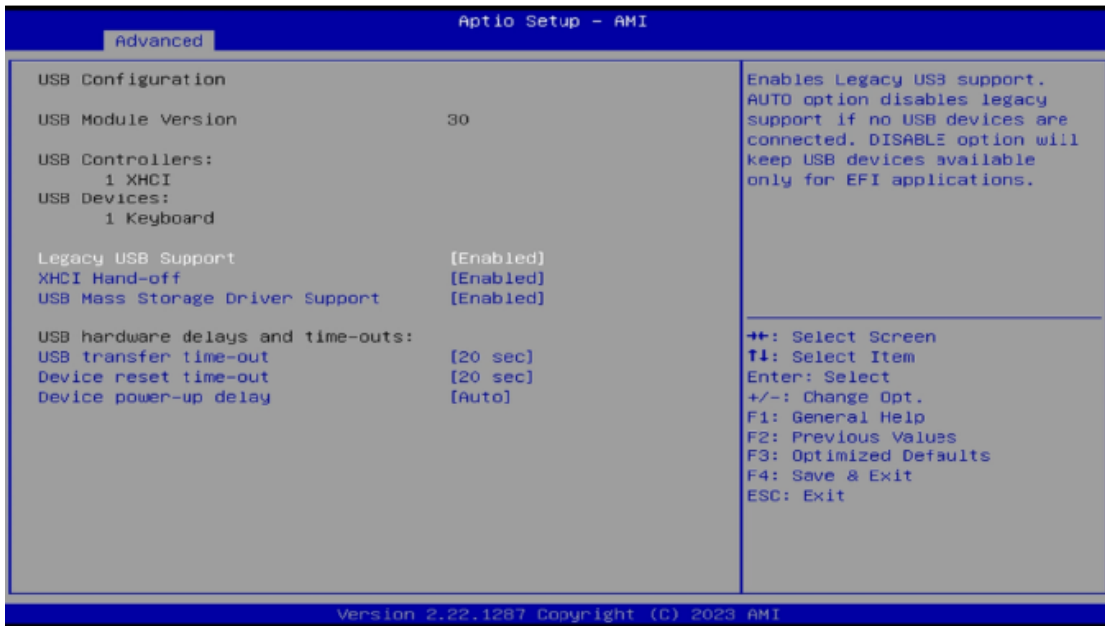 Aptio Setup - AMI
Advanced
USB Configuration
USB Module Version 30
USB Controllers:
1 XHCI
USB Devices:
1 Keyboard
Legacy USB Support [Enabled]
XHCI Hand-off [Enabled]
USB Mass Storage Driver Support [Enabled]
USB hardware delays and time-outs:
USB transfer time-out [20 sec]
Device reset time-out [20 sec]
Device power-up delay [Auto]
Enables Legacy USB support.
AUTO option disables legacy
support if no USB devices are
connected. DISABLE option will
keep USB devices available
only for EFI applications.
→←: Select Screen
↑↓: Select Item
Enter: Select
+/-: Change Opt.
F1: General Help
F2: Previous Values
F3: Optimized Defaults
F4: Save & Exit
ESC: Exit
Version 2.22.1287 Copyright (C) 2023 AMI